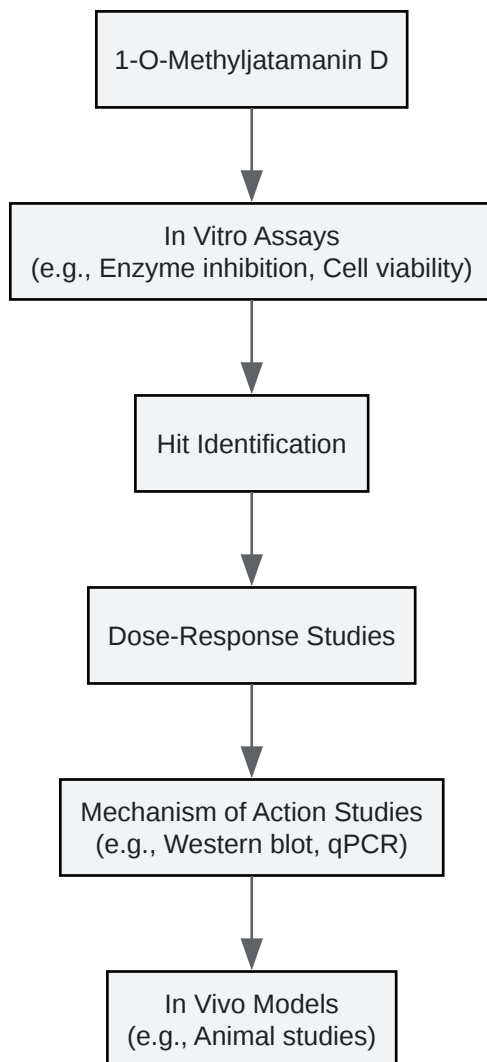 1-O-Methyljatamanin D
In Vitro Assays
(e.g., Enzyme inhibition, Cell viability)
Hit Identification
Dose-Response Studies
Mechanism of Action Studies
(e.g., Western blot, qPCR)
In Vivo Models
(e.g., Animal studies)